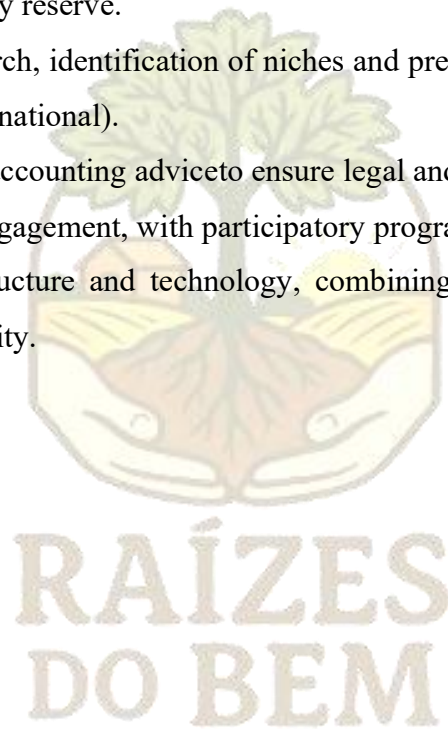 y reserve.
rch, identification of niches and pre
national).
ccounting adviceto ensure legal and
gagement, with participatory progra
ucture and technology, combining
ity.
RAÍZES
DO BEM